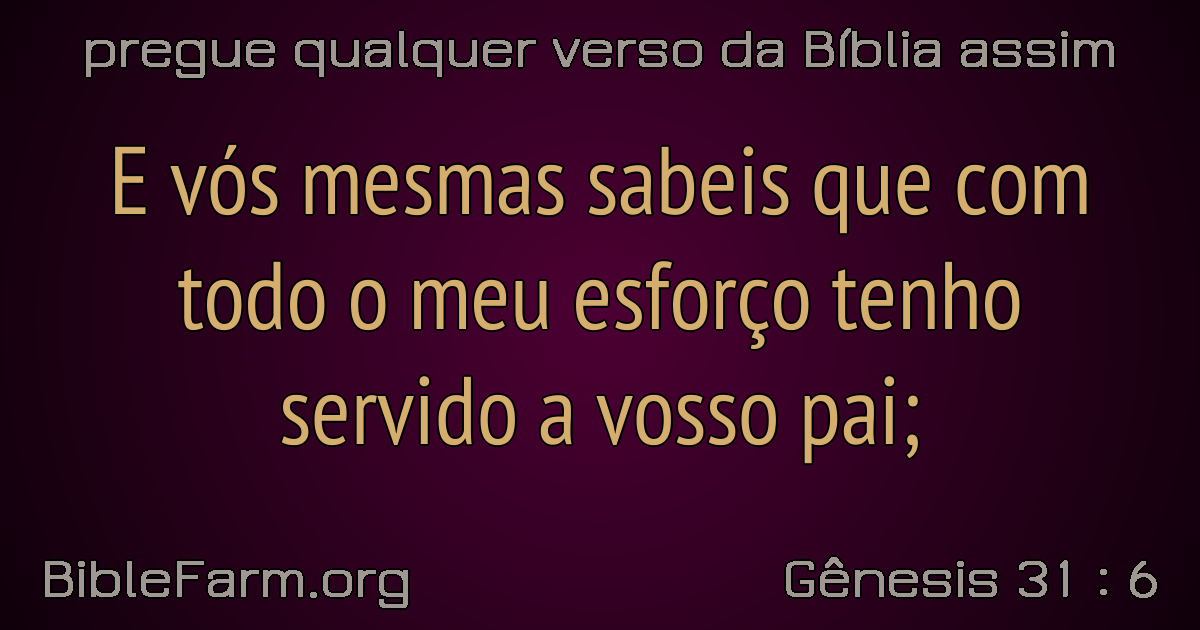 pregue qualquer verso da Bíblia assim
E vós mesmas sabeis que com
todo o meu esforço tenho
servido a vosso pai;
BibleFarm.org
Gênesis 31 : 6